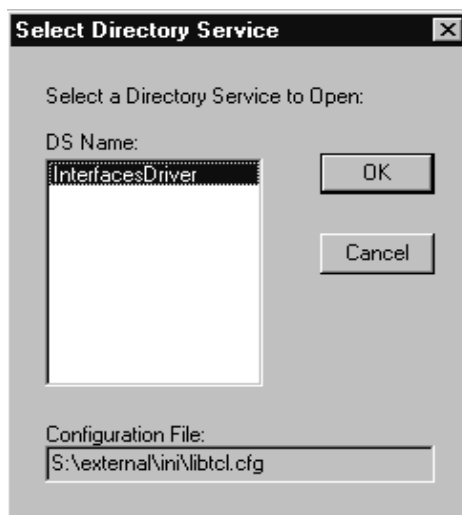 Select Directory Service
Select a Directory Service to Open:
DS Name:
InterfacesDriver
OK
Cancel
Configuration File:
S:\external\ini\libtcl.cfg